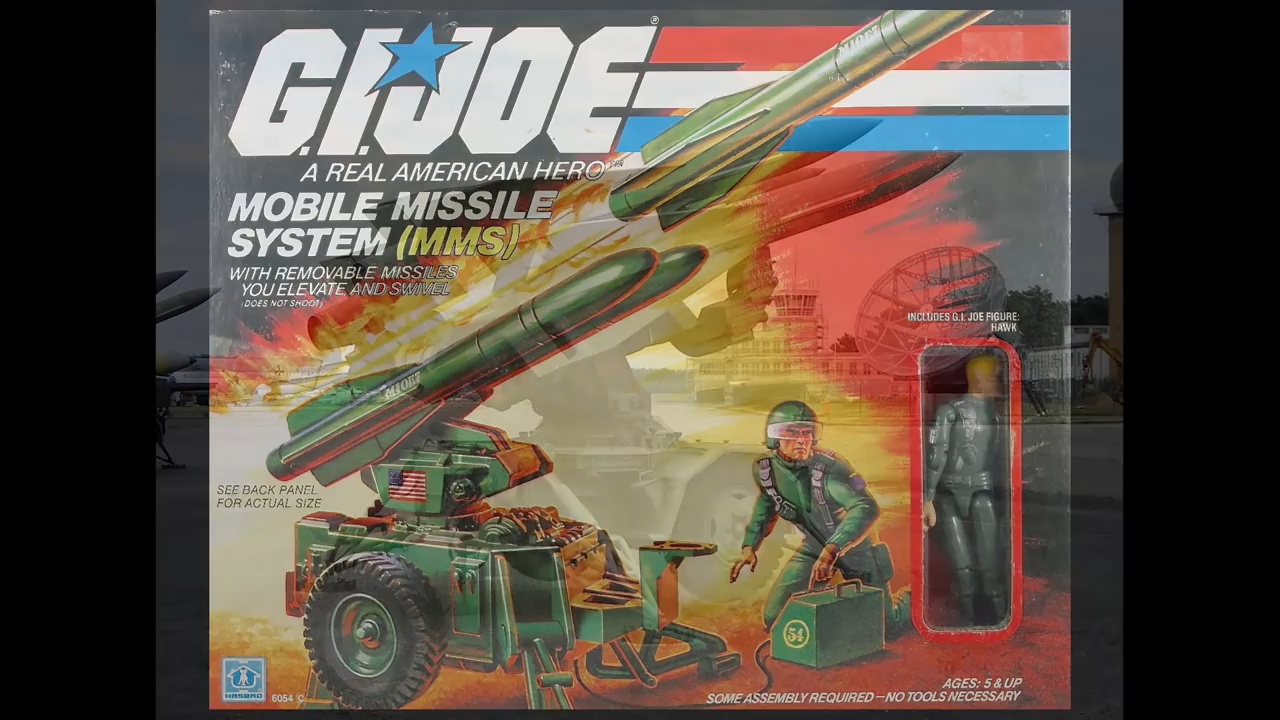 G.I.JOE®
A REAL AMERICAN HERO™
MOBILE MISSILE
SYSTEM (MMS)
WITH REMOVABLE MISSILES
YOU ELEVATE AND SWIVEL
(DOES NOT SHOOT)
INCLUDES G.I. JOE FIGURE:
HAWK
SEE BACK PANEL
FOR ACTUAL SIZE
54
HASBRO
6054 C
AGES: 5 & UP
SOME ASSEMBLY REQUIRED—NO TOOLS NECESSARY